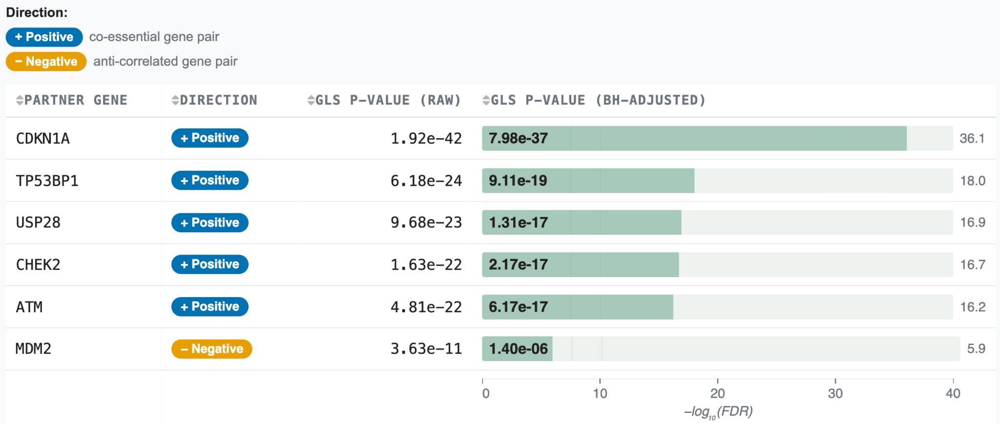 Direction:
+ Positive co-essential gene pair
− Negative anti-correlated gene pair
PARTNER GENE DIRECTION GLS P-VALUE (RAW) GLS P-VALUE (BH-ADJUSTED)
CDKN1A + Positive 1.92e-42 7.98e-37 36.1
TP53BP1 + Positive 6.18e-24 9.11e-19 18.0
USP28 + Positive 9.68e-23 1.31e-17 16.9
CHEK2 + Positive 1.63e-22 2.17e-17 16.7
ATM + Positive 4.81e-22 6.17e-17 16.2
MDM2 − Negative 3.63e-11 1.40e-06 5.9
0 10 20 30 40
−log₁₀(FDR)